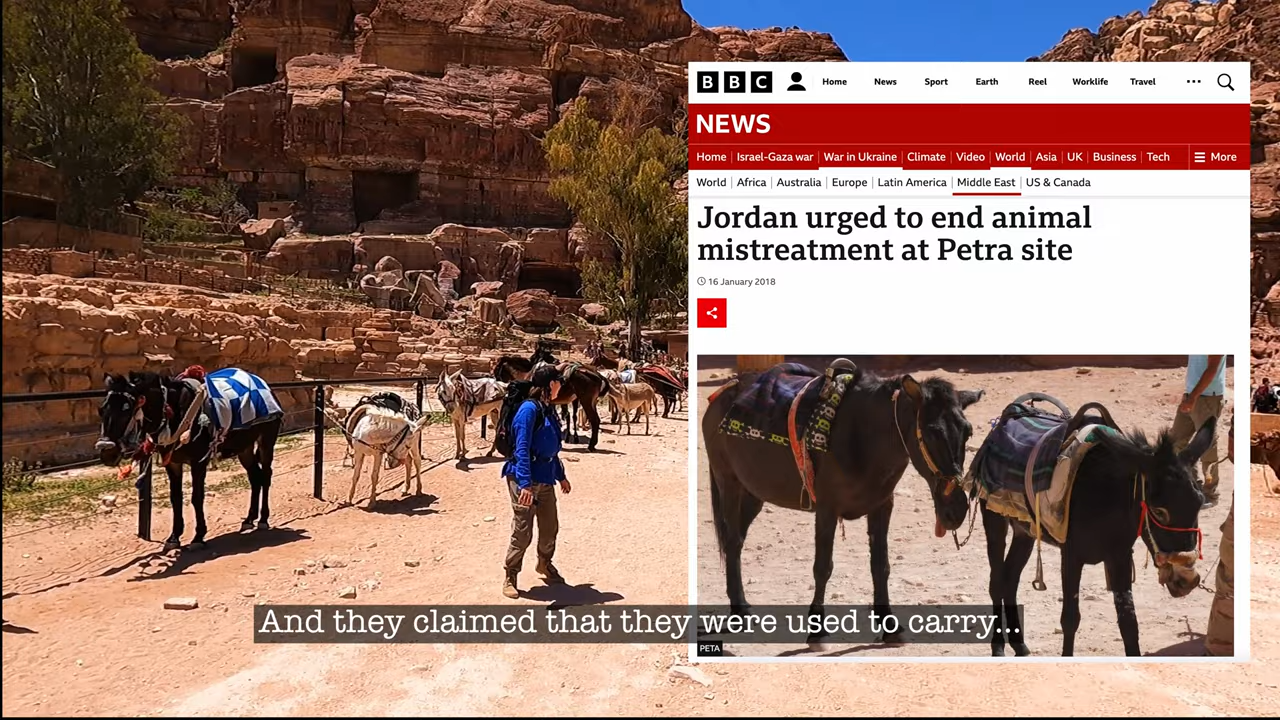 BBC Home News Sport Earth Reel Worklife Travel ...
NEWS
Home Israel-Gaza war War in Ukraine Climate Video World Asia UK Business Tech More
World Africa Australia Europe Latin America Middle East US & Canada
Jordan urged to end animal
mistreatment at Petra site
16 January 2018
And they claimed that they were used to carry...
PETA